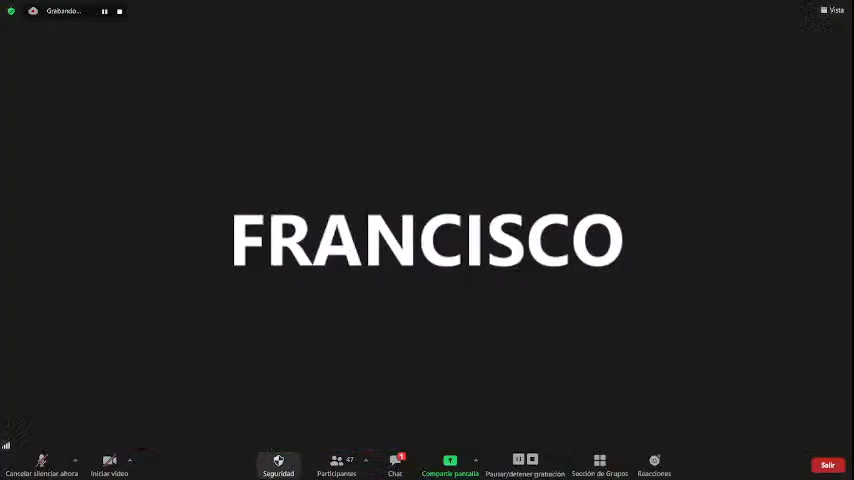 Grabando...
Vista
FRANCISCO
47
1
Cancelar silenciar ahora
Iniciar video
Seguridad
Participantes
Chat
Compartir pantalla
Pausar/detener grabación
Sección de Grupos
Reacciones
Salir